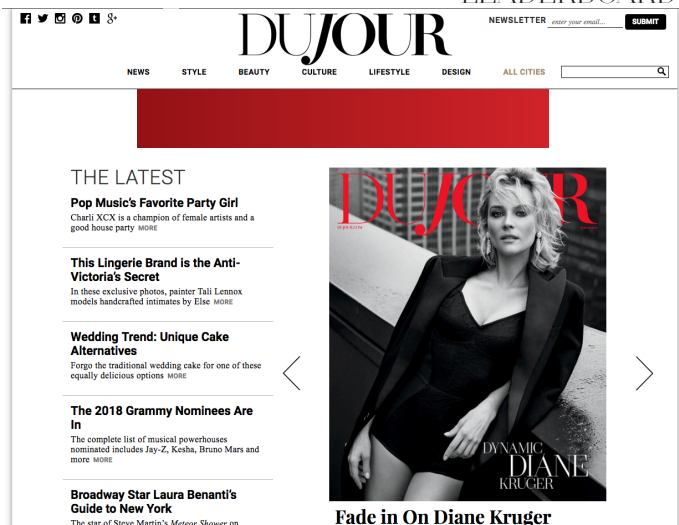 LEADERBOARD
DUJOUR
NEWSLETTER enter your email... SUBMIT
NEWS STYLE BEAUTY CULTURE LIFESTYLE DESIGN ALL CITIES
THE LATEST
Pop Music's Favorite Party Girl
Charli XCX is a champion of female artists and a
good house party MORE
This Lingerie Brand is the Anti-
Victoria's Secret
In these exclusive photos, painter Tali Lennox
models handcrafted intimates by Else MORE
Wedding Trend: Unique Cake
Alternatives
Forgo the traditional wedding cake for one of these
equally delicious options MORE
The 2018 Grammy Nominees Are
In
The complete list of musical powerhouses
nominated includes Jay-Z, Kesha, Bruno Mars and
more MORE
Broadway Star Laura Benanti's
Guide to New York
The star of Steve Martin's Meteor Shower on
DUJOUR
DYNAMIC
DIANE
KRUGER
Fade in On Diane Kruger